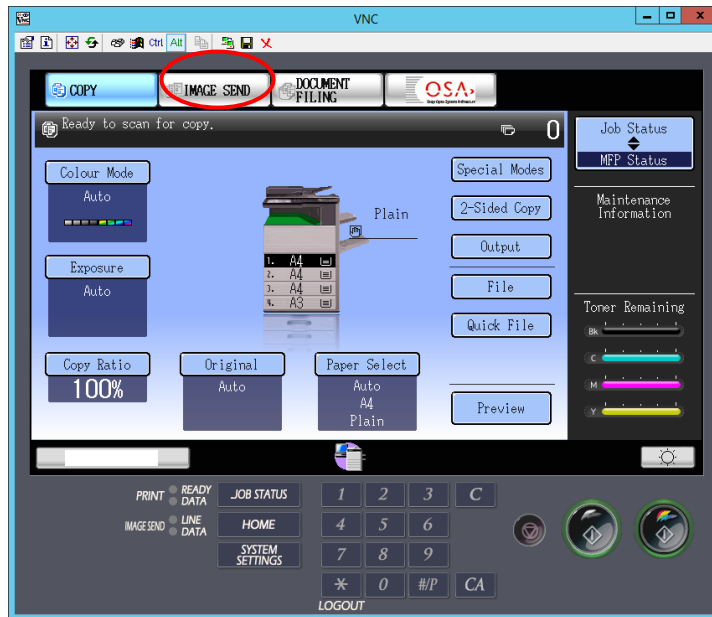 VNC
Ctrl Alt
COPY
IMAGE SEND
DOCUMENT
FILING
OSA
Ready to scan for copy.
0
Job Status
MFP Status
Colour Mode
Auto
Special Modes
Plain
2-Sided Copy
Maintenance
Information
Output
Exposure
Auto
1. A4
2. A4
3. A4
4. A3
File
Quick File
Toner Remaining
Bk
C
M
Y
Copy Ratio
100%
Original
Auto
Paper Select
Auto
A4
Plain
Preview
PRINT READY
DATA
JOB STATUS
1 2 3 C
IMAGE SEND LINE
DATA
HOME
4 5 6
SYSTEM
SETTINGS
7 8 9
* 0 #/P CA
LOGOUT